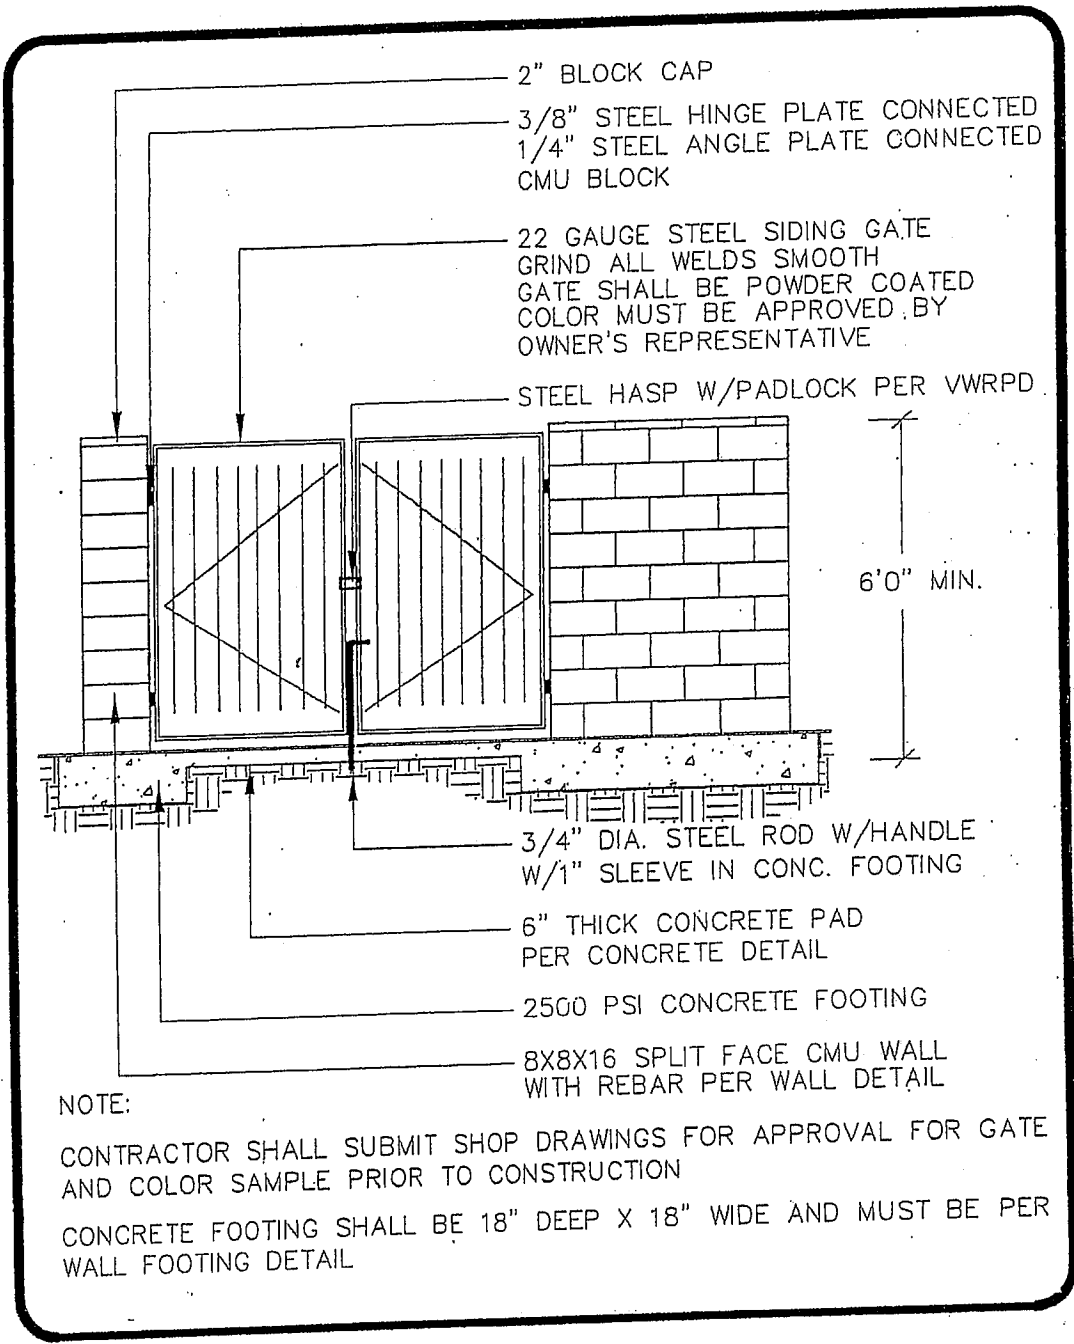 2" BLOCK CAP
3/8" STEEL HINGE PLATE CONNECTED
1/4" STEEL ANGLE PLATE CONNECTED
CMU BLOCK
22 GAUGE STEEL SIDING GATE
GRIND ALL WELDS SMOOTH
GATE SHALL BE POWDER COATED
COLOR MUST BE APPROVED BY
OWNER'S REPRESENTATIVE
STEEL HASP W/PADLOCK PER VWRPD
6'0" MIN.
3/4" DIA. STEEL ROD W/HANDLE
W/1" SLEEVE IN CONC. FOOTING
6" THICK CONCRETE PAD
PER CONCRETE DETAIL
2500 PSI CONCRETE FOOTING
8X8X16 SPLIT FACE CMU WALL
WITH REBAR PER WALL DETAIL
NOTE:
CONTRACTOR SHALL SUBMIT SHOP DRAWINGS FOR APPROVAL FOR GATE
AND COLOR SAMPLE PRIOR TO CONSTRUCTION
CONCRETE FOOTING SHALL BE 18" DEEP X 18" WIDE AND MUST BE PER
WALL FOOTING DETAIL